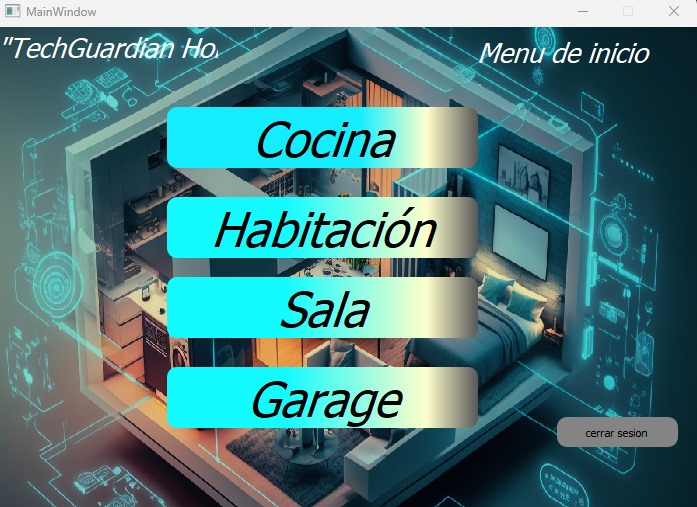 MainWindow
"TechGuardian Ho
Menu de inicio
Cocina
Habitación
Sala
Garage
cerrar sesion